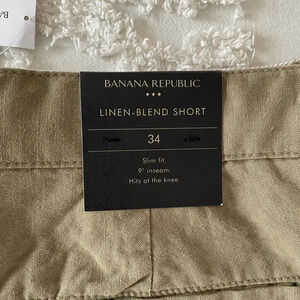 BANANA REPUBLIC
LINEN-BLEND SHORT
34
Slim fit.
9" inseam.
Hits at the knee.